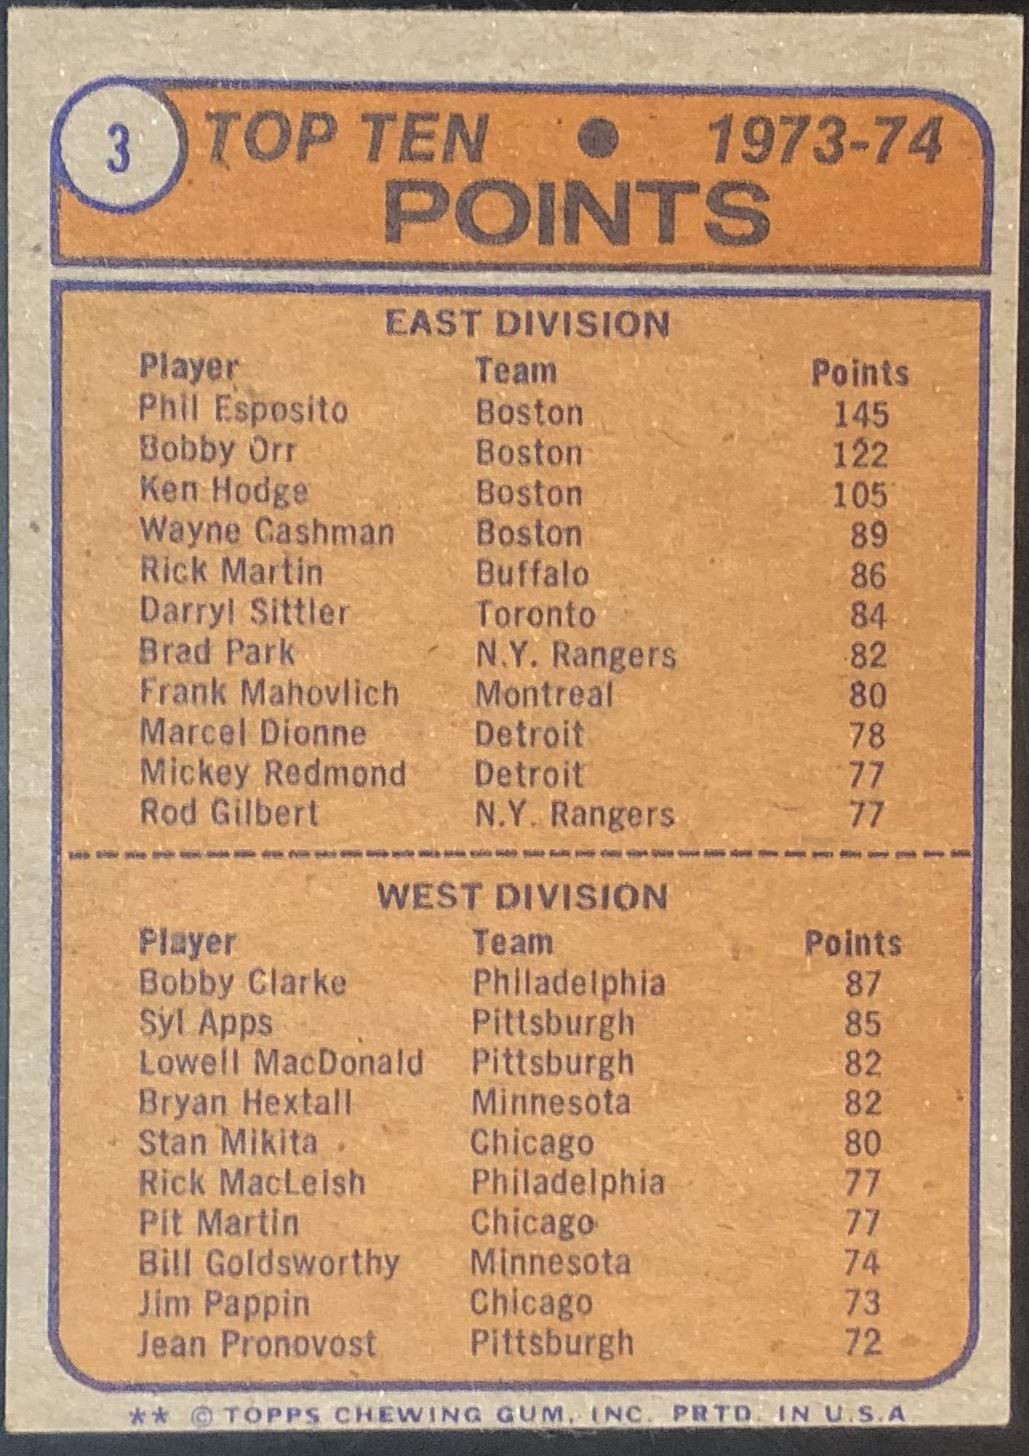 3 TOP TEN • 1973-74
POINTS
EAST DIVISION
Player Team Points
Phil Esposito Boston 145
Bobby Orr Boston 122
Ken Hodge Boston 105
Wayne Cashman Boston 89
Rick Martin Buffalo 86
Darryl Sittler Toronto 84
Brad Park N.Y. Rangers 82
Frank Mahovlich Montreal 80
Marcel Dionne Detroit 78
Mickey Redmond Detroit 77
Rod Gilbert N.Y. Rangers 77
WEST DIVISION
Player Team Points
Bobby Clarke Philadelphia 87
Syl Apps Pittsburgh 85
Lowell MacDonald Pittsburgh 82
Bryan Hextall Minnesota 82
Stan Mikita Chicago 80
Rick MacLeish Philadelphia 77
Pit Martin Chicago 77
Bill Goldsworthy Minnesota 74
Jim Pappin Chicago 73
Jean Pronovost Pittsburgh 72
** © TOPPS CHEWING GUM, INC. PRTD. IN U.S.A